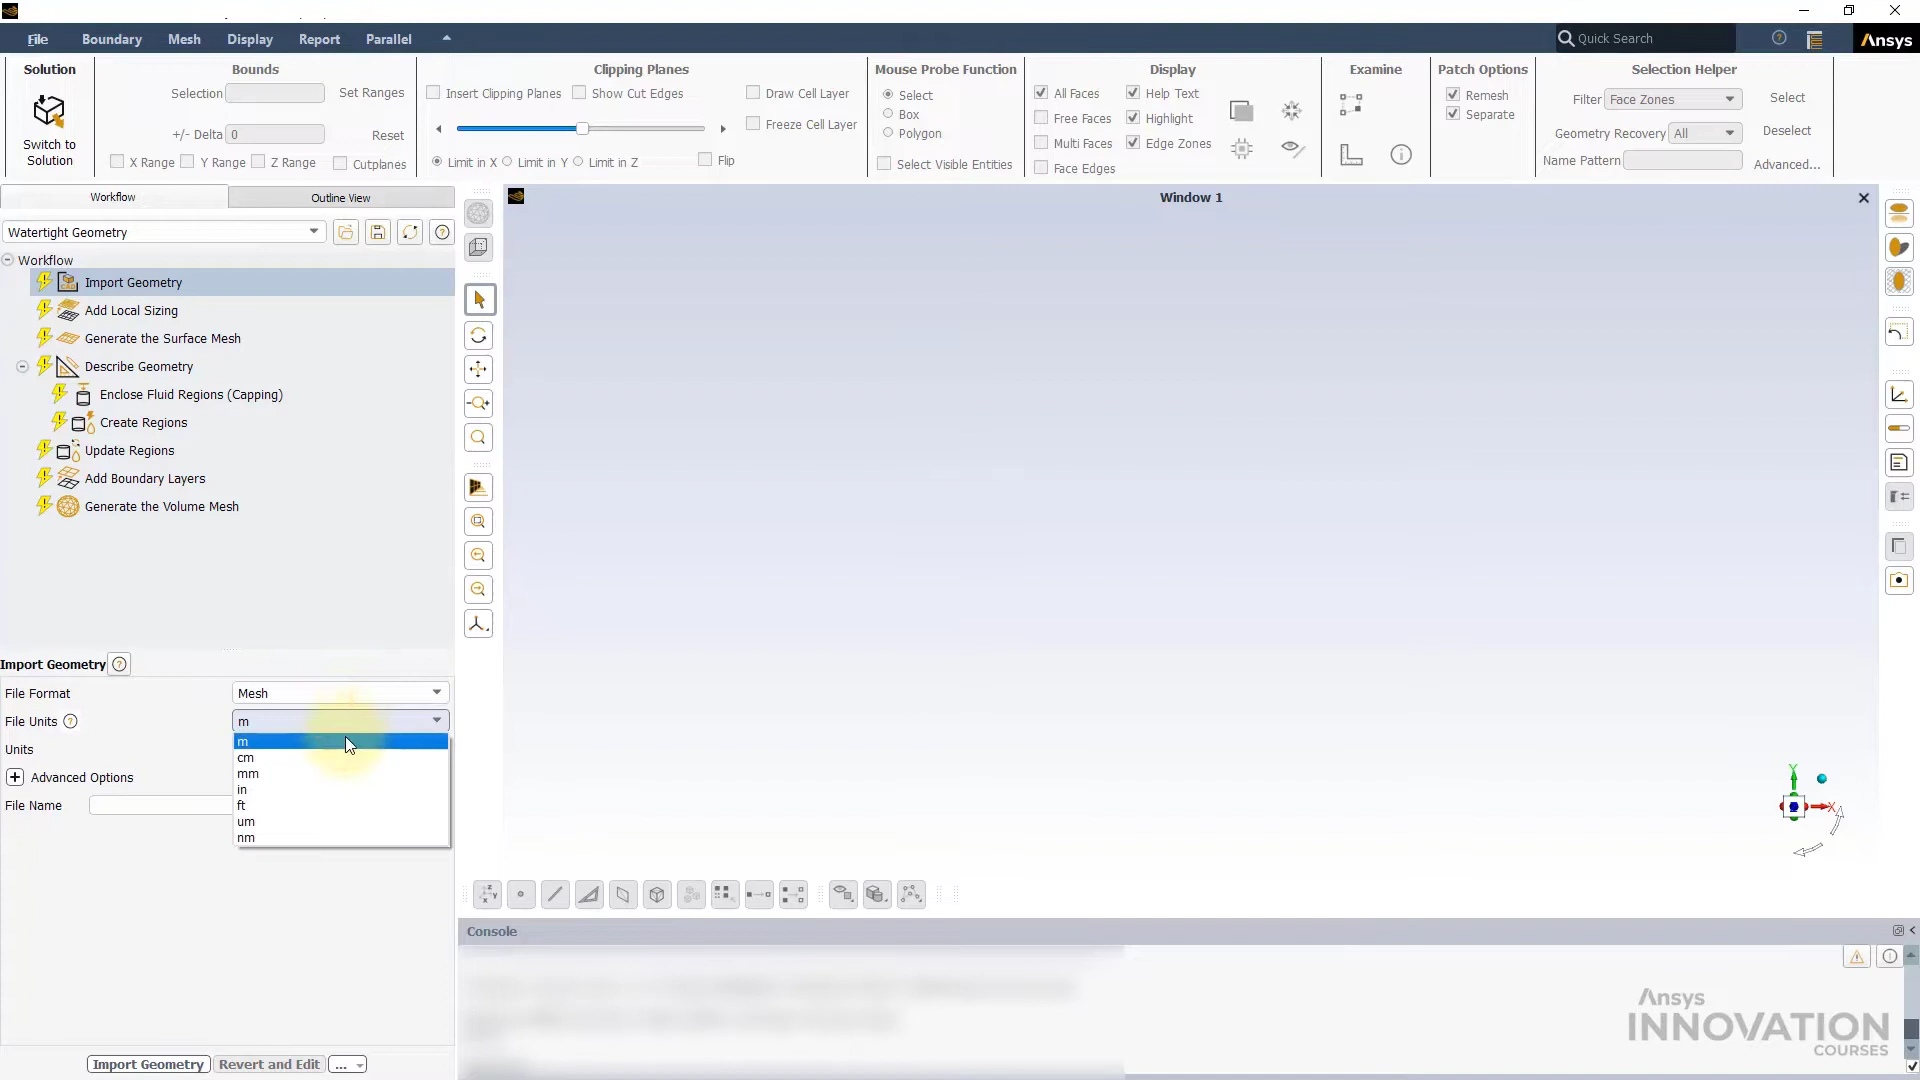 File
Boundary
Mesh
Display
Report
Parallel
Quick Search
Ansys
Solution
Switch to
Solution
Bounds
Selection
Set Ranges
+/- Delta 0
Reset
X Range
Y Range
Z Range
Cutplanes
Clipping Planes
Insert Clipping Planes
Show Cut Edges
Draw Cell Layer
Freeze Cell Layer
Limit in X
Limit in Y
Limit in Z
Flip
Mouse Probe Function
Select
Box
Polygon
Select Visible Entities
Display
All Faces
Help Text
Free Faces
Highlight
Multi Faces
Edge Zones
Face Edges
Examine
Patch Options
Remesh
Separate
Selection Helper
Filter Face Zones
Select
Geometry Recovery All
Deselect
Name Pattern
Advanced...
Workflow
Outline View
Watertight Geometry
Workflow
Import Geometry
Add Local Sizing
Generate the Surface Mesh
Describe Geometry
Enclose Fluid Regions (Capping)
Create Regions
Update Regions
Add Boundary Layers
Generate the Volume Mesh
Import Geometry
File Format Mesh
File Units m
Units
m
cm
mm
in
ft
um
nm
Advanced Options
File Name
Import Geometry
Revert and Edit
...
Window 1
Y
X
Console
Ansys
INNOVATION
COURSES